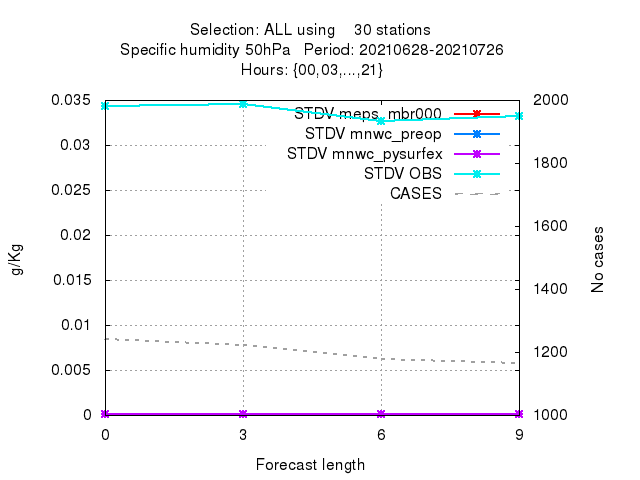 Selection: ALL using 30 stations
Specific humidity 50hPa Period: 20210628-20210726
Hours: {00,03,...,21}
0.035 2000
STDV meps_mbr000
STDV mnwc_preop
0.03
STDV mnwc_pysurfex
1800
STDV OBS
0.025
CASES
0.02
1600
g/Kg
No cases
0.015
1400
0.01
1200
0.005
0 1000
0 3 6 9
Forecast length